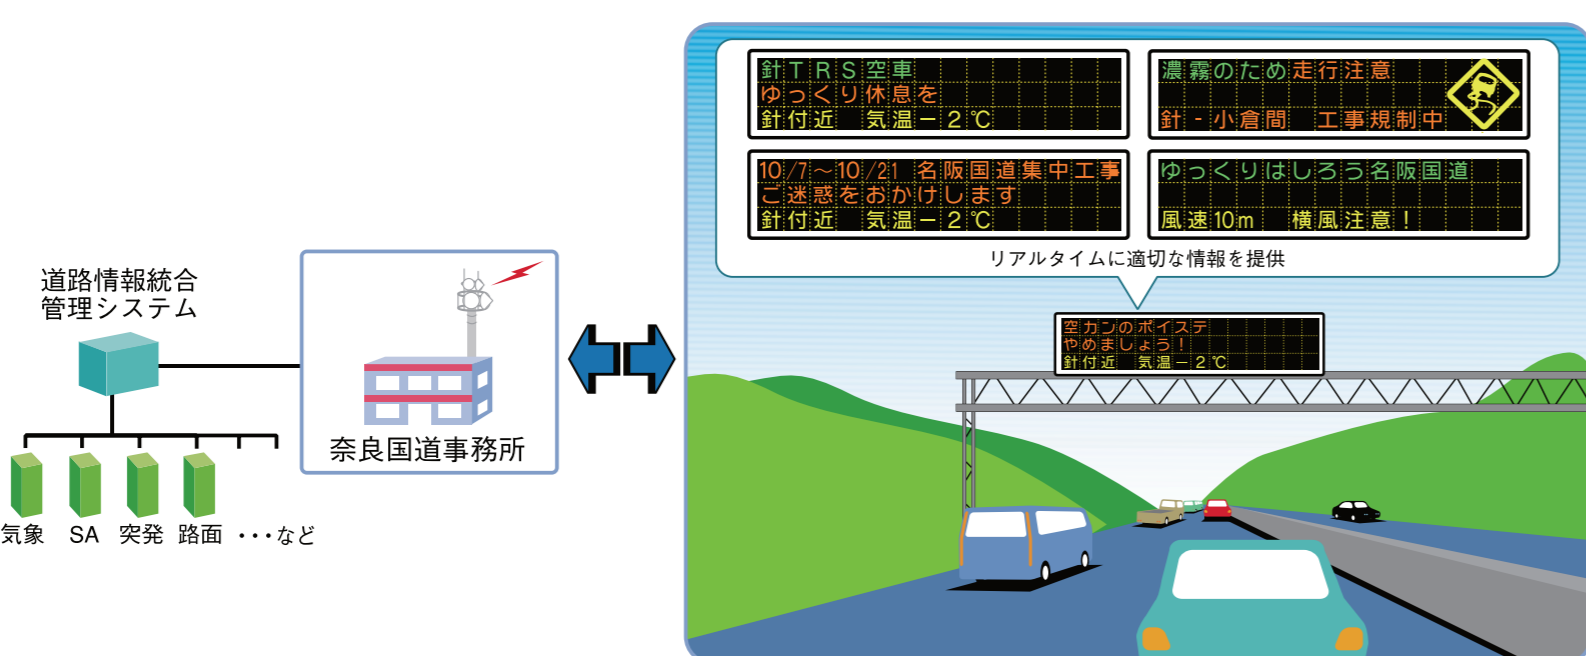 道路情報統合
管理システム
気象 SA 突発 路面 ・・・など
奈良国道事務所
針TRS空車
ゆっくり休息を
針付近 気温－2℃
濃霧のため走行注意
針 - 小倉間 工事規制中
10/7～10/21 名阪国道集中工事
ご迷惑をおかけします
針付近 気温－2℃
ゆっくりはしろう名阪国道
風速10m 横風注意！
リアルタイムに適切な情報を提供
空カンのポイステ
やめましょう！
針付近 気温－2℃